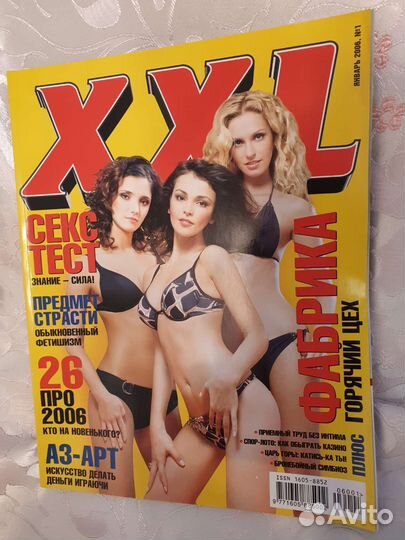 XXL
ЯНВАРЬ 2006. №1
СЕКС
ТЕСТ
ЗНАНИЕ – СИЛА!
ПРЕДМЕТ
СТРАСТИ
ОБЫКНОВЕННЫЙ
ФЕТИШИЗМ
26
ПРО
2006
КТО НА НОВЕНЬКОГО?
АЗ-АРТ
ИСКУССТВО ДЕЛАТЬ
ДЕНЬГИ ИГРАЮЧИ
ФАБРИКА
ГОРЯЧИЙ ЦЕХ
ПЛЮС
• ПРИЕМНЫЙ ТРУД БЕЗ ИНТИМА
• СПОР-ЛОТО: КАК ОБЫГРАТЬ КАЗИНО
• ЦАРЬ ГОРЫ: КАТИСЬ-КА ТЫ!
• БРОНЕБОЙНЫЙ СИМБИОЗ
ISSN 1605-8852
06001
Avito